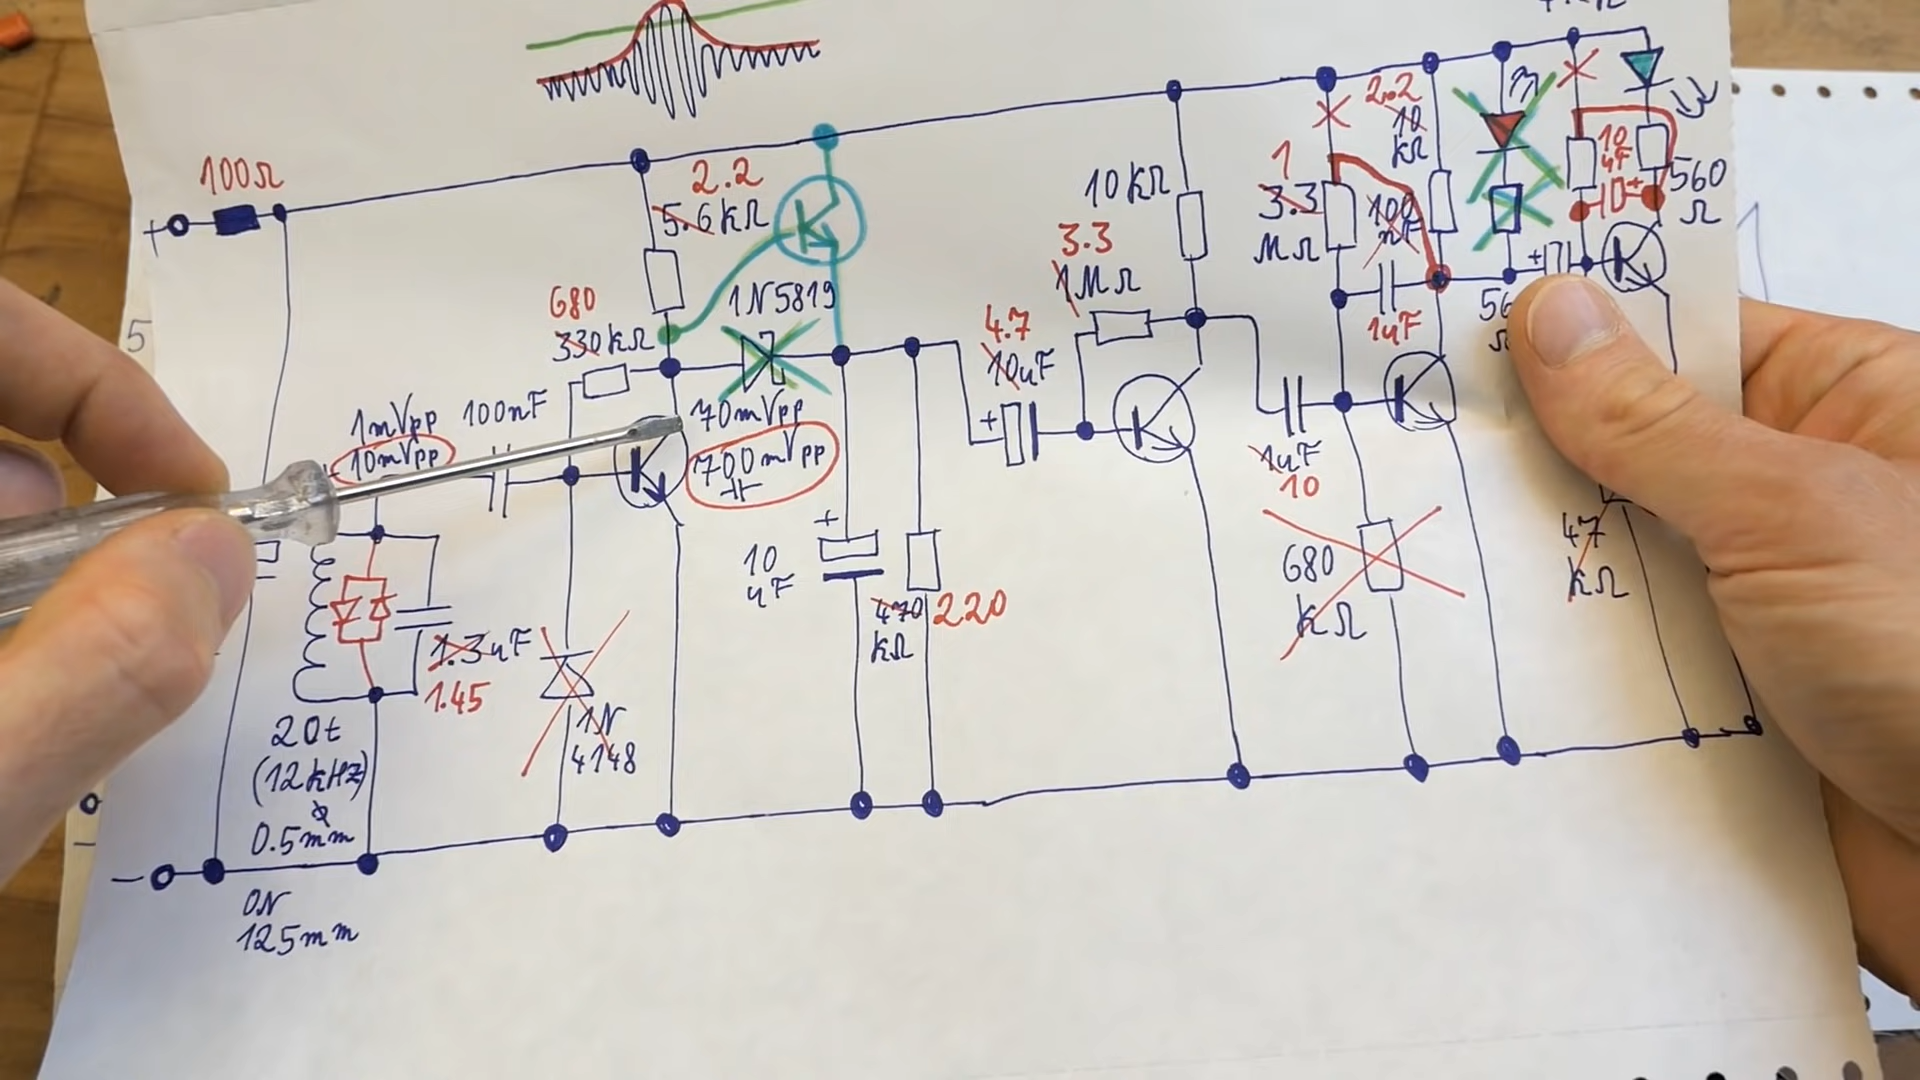 100Ω
+
2.2
5.6kΩ
680
330kΩ
1N5819
1mVpp
10mVpp
100nF
70mVpp
700mVpp
+
10
uF
470
kΩ
220
1.3uF
1.45
20t
(12kHz)
⌀
0.5mm
ON
125mm
1N
4148
−
4.7
10uF
+
3.3
1MΩ
10kΩ
1uF
10
680
kΩ
1
3.3
MΩ
2.2
10
kΩ
100
nF
1uF
56
Ω
+
10
uF
+
560
Ω
47
kΩ
5